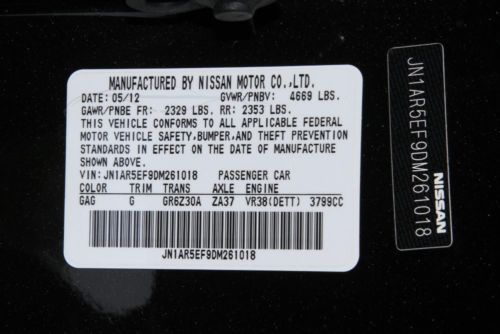 MANUFACTURED BY NISSAN MOTOR CO.,LTD.
DATE: 05/12 GVWR/PNBV: 4669 LBS.
GAWR/PNBE FR: 2329 LBS. RR: 2353 LBS.
THIS VEHICLE CONFORMS TO ALL APPLICABLE FEDERAL
MOTOR VEHICLE SAFETY, BUMPER, AND THEFT PREVENTION
STANDARDS IN EFFECT ON THE DATE OF MANUFACTURE
SHOWN ABOVE.
VIN: JN1AR5EF9DM261018 PASSENGER CAR
COLOR TRIM TRANS AXLE ENGINE
GAG G GR6Z30A ZA37 VR38(DETT) 3799CC
JN1AR5EF9DM261018
JN1AR5EF9DM261018
NISSAN